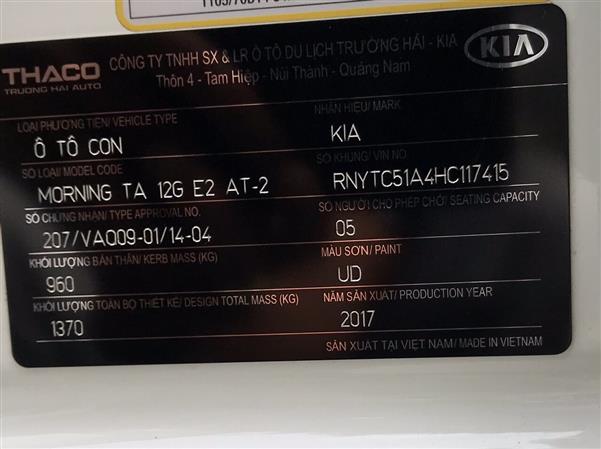 THACO
TRUONG HAI AUTO
CÔNG TY TNHH SX & LR Ô TÔ DU LỊCH TRƯỜNG HẢI - KIA
Thôn 4 - Tam Hiệp - Núi Thành - Quảng Nam
KIA
LOẠI PHƯƠNG TIỆN/ VEHICLE TYPE
Ô TÔ CON
NHÃN HIỆU/ MARK
KIA
SỐ LOẠI/ MODEL CODE
MORNING TA 12G E2 AT-2
SỐ KHUNG/ VIN NO
RNYTC51A4HC117415
SỐ CHỨNG NHẬN/ TYPE APPROVAL NO.
207/VAQ09-01/14-04
SỐ NGƯỜI CHO PHÉP CHỞ/ SEATING CAPACITY
05
KHỐI LƯỢNG BẢN THÂN/ KERB MASS (KG)
960
MÀU SƠN/ PAINT
UD
KHỐI LƯỢNG TOÀN BỘ THIẾT KẾ/ DESIGN TOTAL MASS (KG)
1370
NĂM SẢN XUẤT/ PRODUCTION YEAR
2017
SẢN XUẤT TẠI VIỆT NAM/ MADE IN VIETNAM